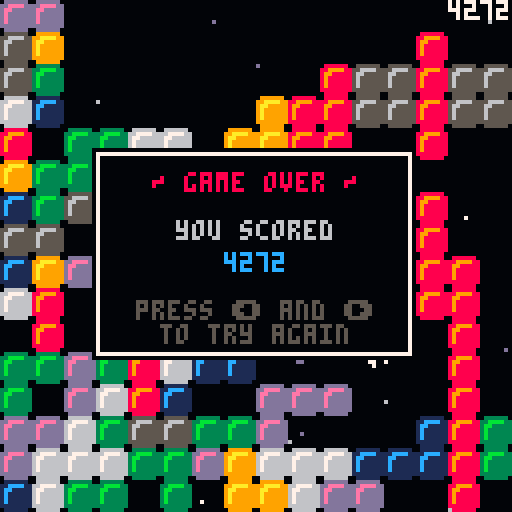 4272
GAME OVER
YOU SCORED
4272
PRESS AND
TO TRY AGAIN